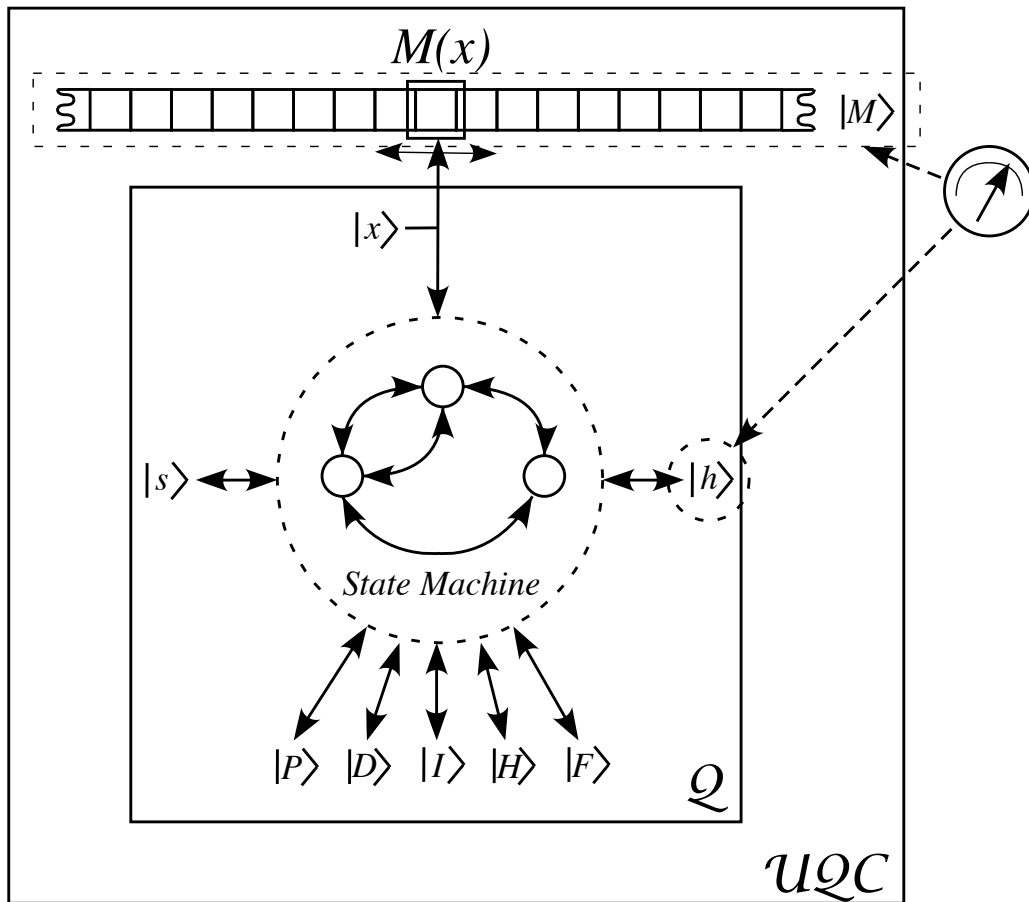 M(x)
|M⟩
|x⟩
|s⟩
|h⟩
State Machine
|P⟩ |D⟩ |I⟩ |H⟩ |F⟩
𝒬
𝒰𝒬𝒞